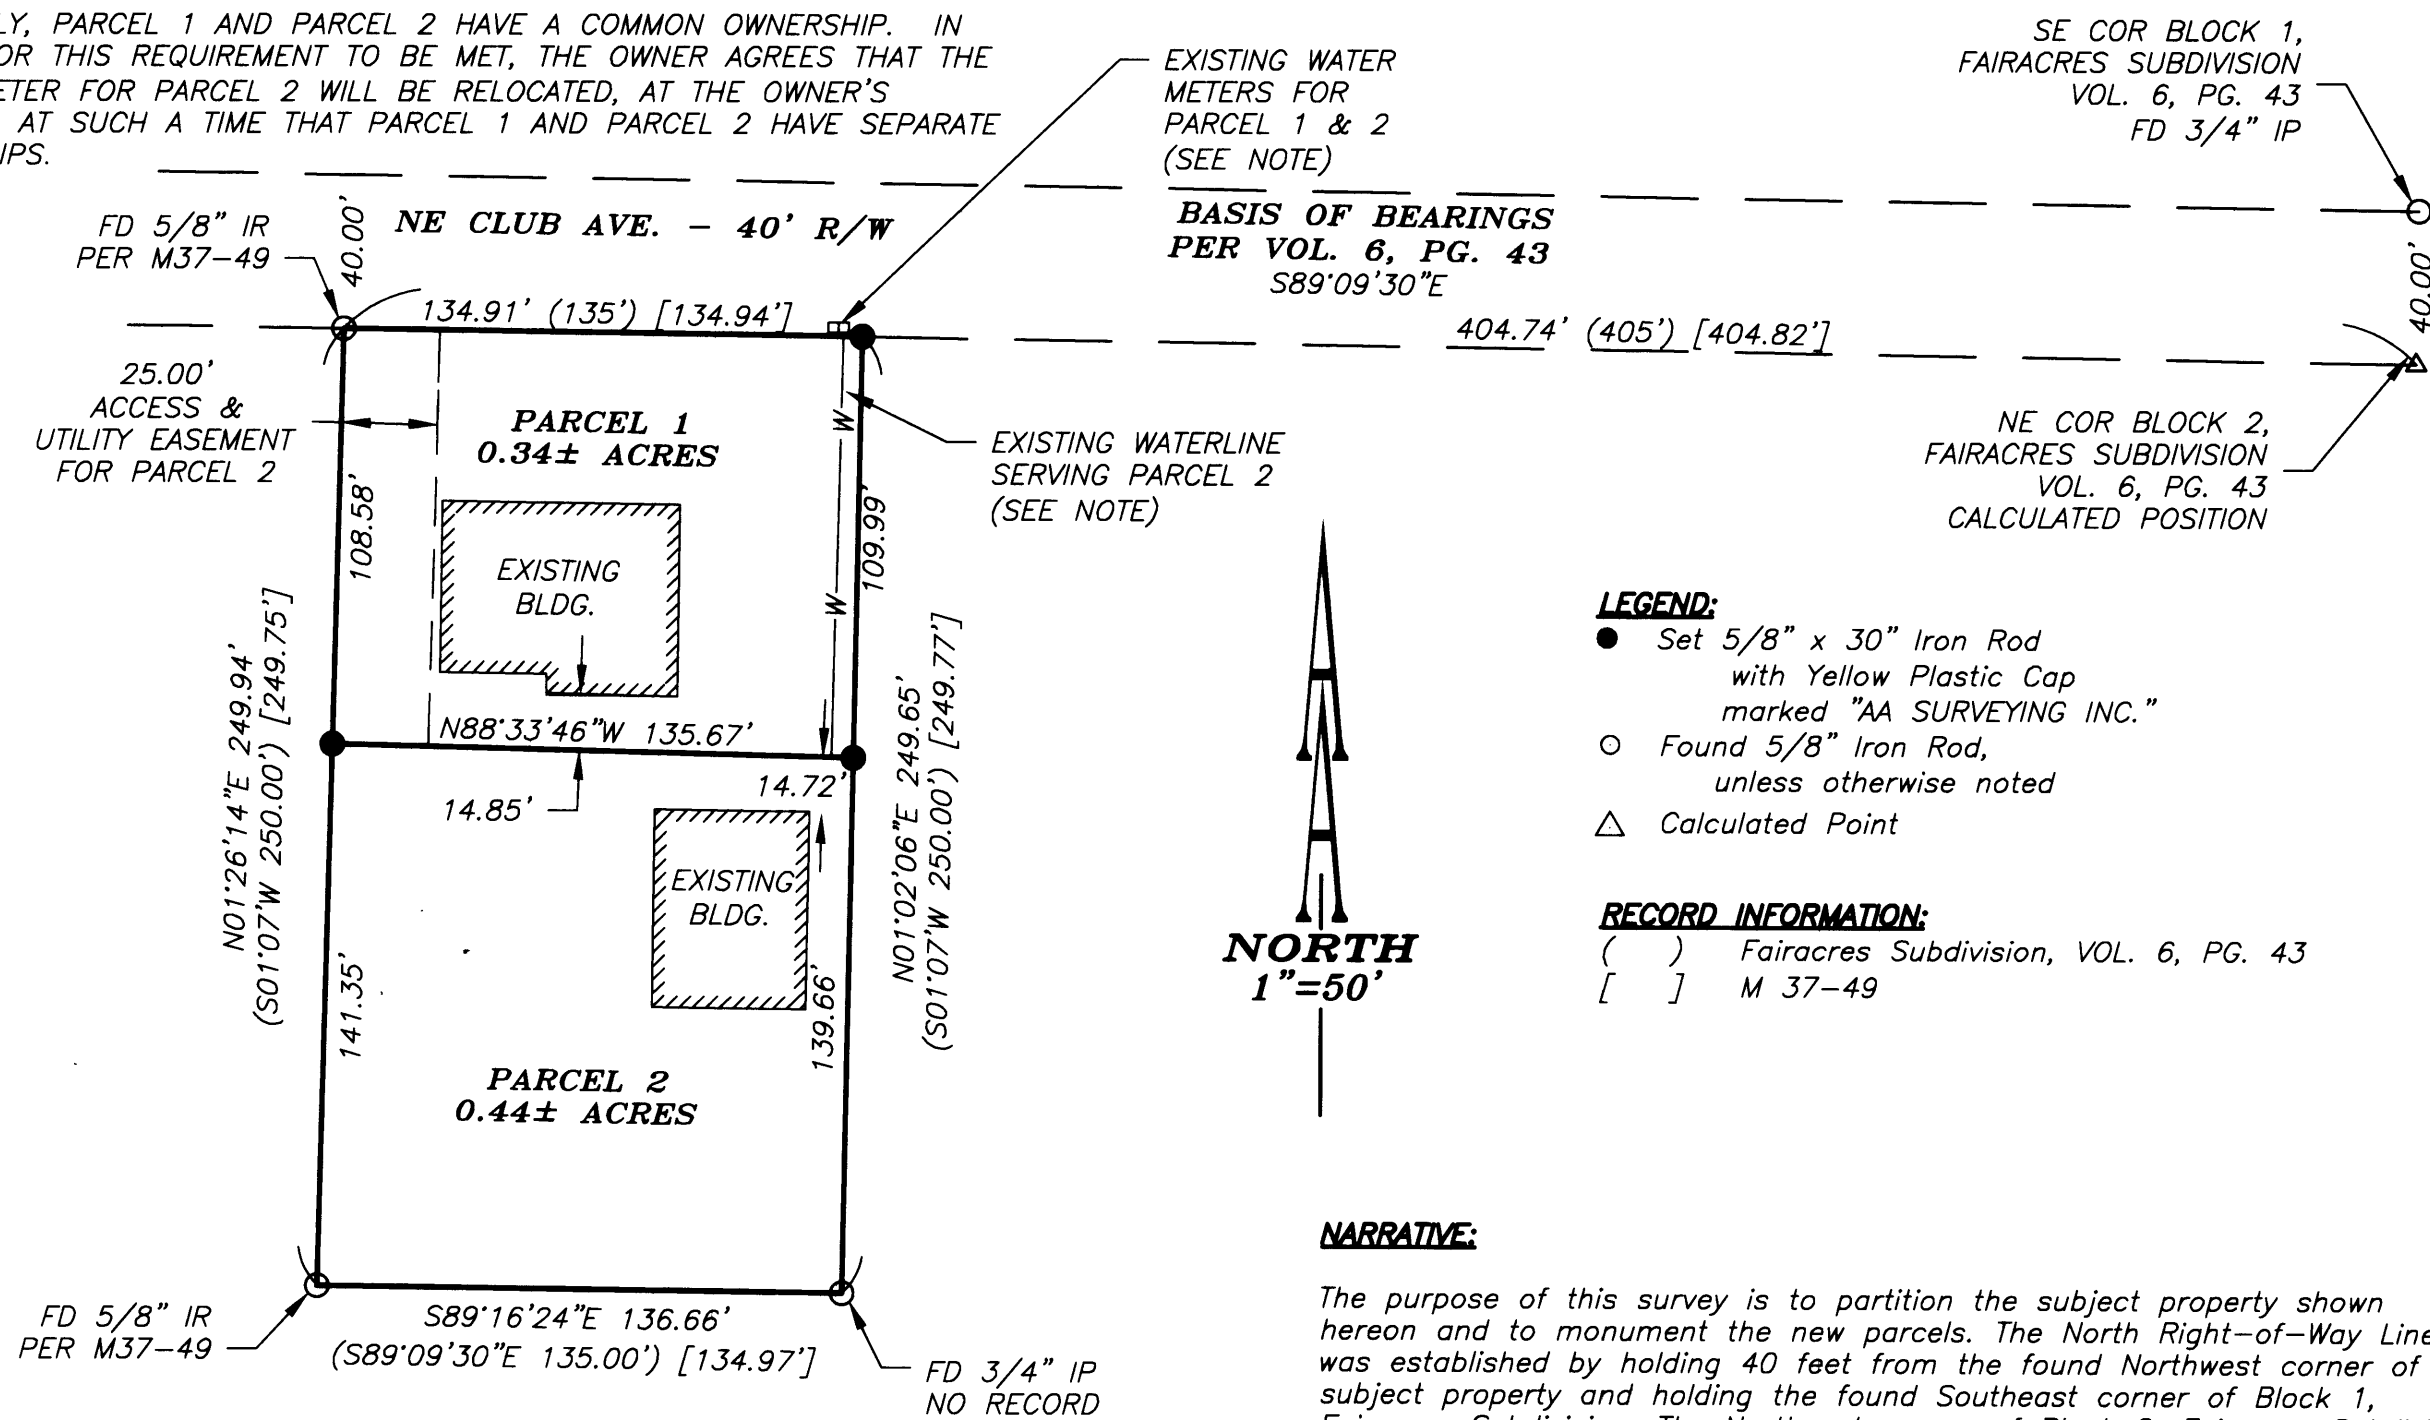 LY, PARCEL 1 AND PARCEL 2 HAVE A COMMON OWNERSHIP. IN
OR THIS REQUIREMENT TO BE MET, THE OWNER AGREES THAT THE
ETER FOR PARCEL 2 WILL BE RELOCATED, AT THE OWNER'S
AT SUCH A TIME THAT PARCEL 1 AND PARCEL 2 HAVE SEPARATE
IPS.
EXISTING WATER
METERS FOR
PARCEL 1 & 2
(SEE NOTE)
SE COR BLOCK 1,
FAIRACRES SUBDIVISION
VOL. 6, PG. 43
FD 3/4" IP
FD 5/8" IR
PER M37-49
40.00'
NE CLUB AVE. - 40' R/W
BASIS OF BEARINGS
PER VOL. 6, PG. 43
S89°09'30"E
40.00'
134.91' (135') [134.94']
404.74' (405') [404.82']
25.00'
ACCESS &
UTILITY EASEMENT
FOR PARCEL 2
PARCEL 1
0.34± ACRES
W
W
EXISTING WATERLINE
SERVING PARCEL 2
(SEE NOTE)
NE COR BLOCK 2,
FAIRACRES SUBDIVISION
VOL. 6, PG. 43
CALCULATED POSITION
108.58'
109.99'
EXISTING
BLDG.
N88°33'46"W 135.67'
14.85'
14.72'
N01°26'14"E 249.94'
(S01°07'W 250.00') [249.75']
N01°02'06"E 249.65'
(S01°07'W 250.00') [249.77']
EXISTING
BLDG.
141.35'
139.66'
PARCEL 2
0.44± ACRES
NORTH
1"=50'
LEGEND:
Set 5/8" x 30" Iron Rod
with Yellow Plastic Cap
marked "AA SURVEYING INC."
Found 5/8" Iron Rod,
unless otherwise noted
Calculated Point
RECORD INFORMATION:
( ) Fairacres Subdivision, VOL. 6, PG. 43
[ ] M 37-49
FD 5/8" IR
PER M37-49
S89°16'24"E 136.66'
(S89°09'30"E 135.00') [134.97']
FD 3/4" IP
NO RECORD
NARRATIVE:
The purpose of this survey is to partition the subject property shown
hereon and to monument the new parcels. The North Right-of-Way Line
was established by holding 40 feet from the found Northwest corner of
subject property and holding the found Southeast corner of Block 1,